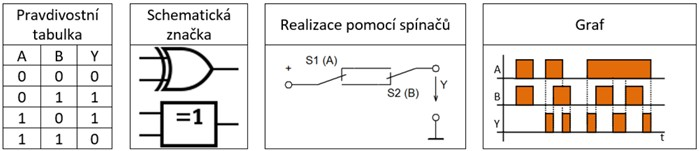 Pravdivostní
tabulka
A B Y
0 0 0
0 1 1
1 0 1
1 1 0
Schematická
značka
=1
Realizace pomocí spínačů
+
S1 (A)
S2 (B)
Y
Graf
A
B
Y
t